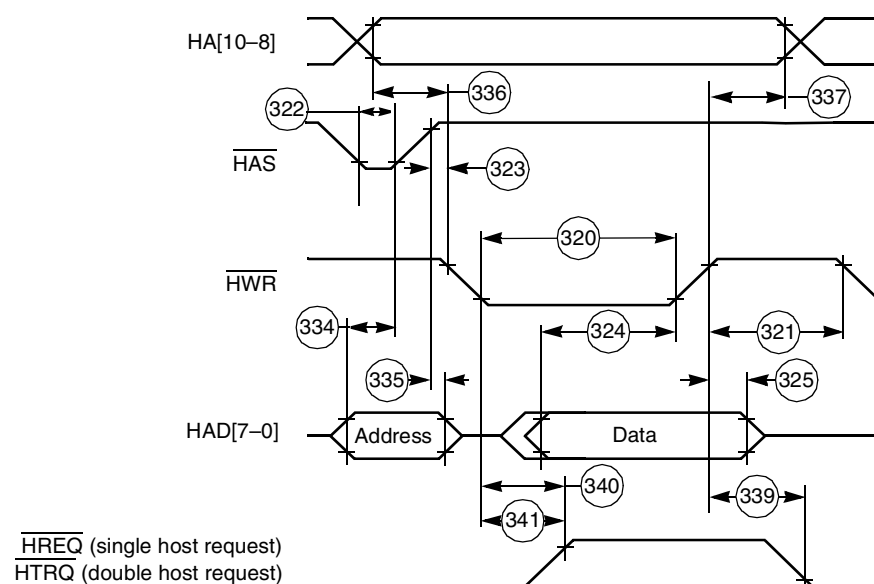 HA[10–8]
336
337
322
HAS
323
320
HWR
334
324
321
335
325
HAD[7–0]
Address
Data
340
341
339
HREQ (single host request)
HTRQ (double host request)